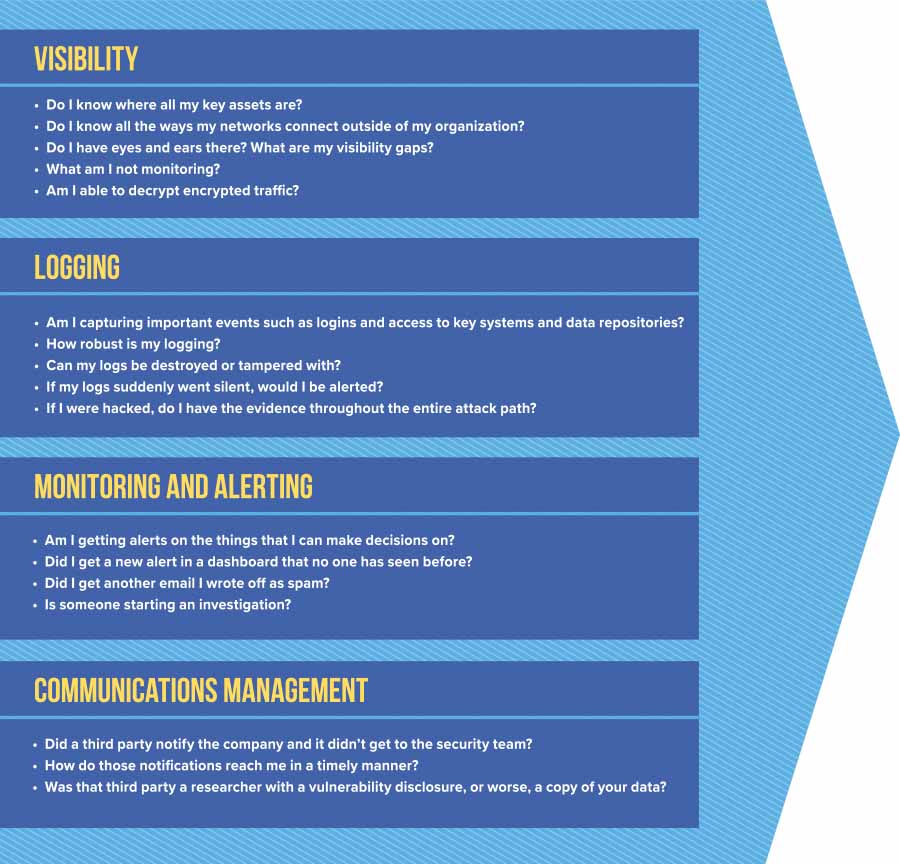 VISIBILITY
• Do I know where all my key assets are?
• Do I know all the ways my networks connect outside of my organization?
• Do I have eyes and ears there? What are my visibility gaps?
• What am I not monitoring?
• Am I able to decrypt encrypted traffic?
LOGGING
• Am I capturing important events such as logins and access to key systems and data repositories?
• How robust is my logging?
• Can my logs be destroyed or tampered with?
• If my logs suddenly went silent, would I be alerted?
• If I were hacked, do I have the evidence throughout the entire attack path?
MONITORING AND ALERTING
• Am I getting alerts on the things that I can make decisions on?
• Did I get a new alert in a dashboard that no one has seen before?
• Did I get another email I wrote off as spam?
• Is someone starting an investigation?
COMMUNICATIONS MANAGEMENT
• Did a third party notify the company and it didn’t get to the security team?
• How do those notifications reach me in a timely manner?
• Was that third party a researcher with a vulnerability disclosure, or worse, a copy of your data?